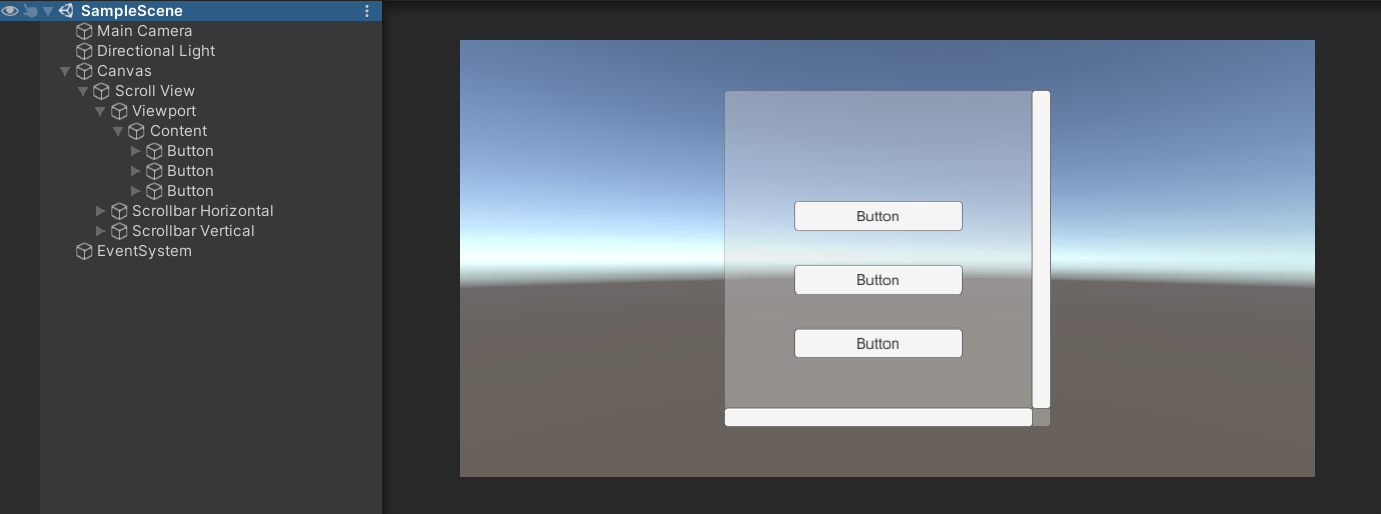 SampleScene
Main Camera
Directional Light
Canvas
Scroll View
Viewport
Content
Button
Button
Button
Scrollbar Horizontal
Scrollbar Vertical
EventSystem
Button
Button
Button